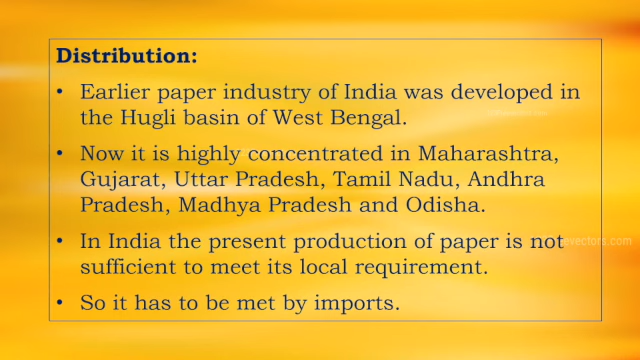 Distribution:
• Earlier paper industry of India was developed in
the Hugli basin of West Bengal.
• Now it is highly concentrated in Maharashtra,
Gujarat, Uttar Pradesh, Tamil Nadu, Andhra
Pradesh, Madhya Pradesh and Odisha.
• In India the present production of paper is not
sufficient to meet its local requirement.
• So it has to be met by imports.